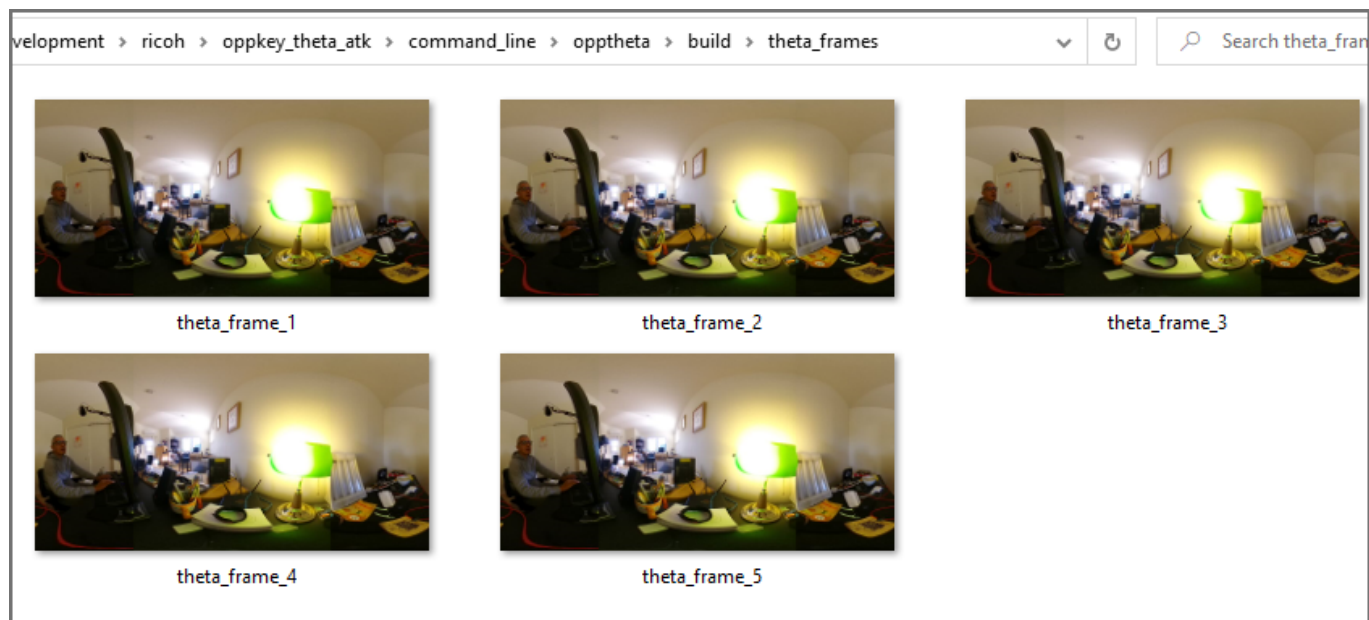 velopment > ricoh > oppkey_theta_atk > command_line > opptheta > build > theta_frames
Search theta_fran
theta_frame_1
theta_frame_2
theta_frame_3
theta_frame_4
theta_frame_5